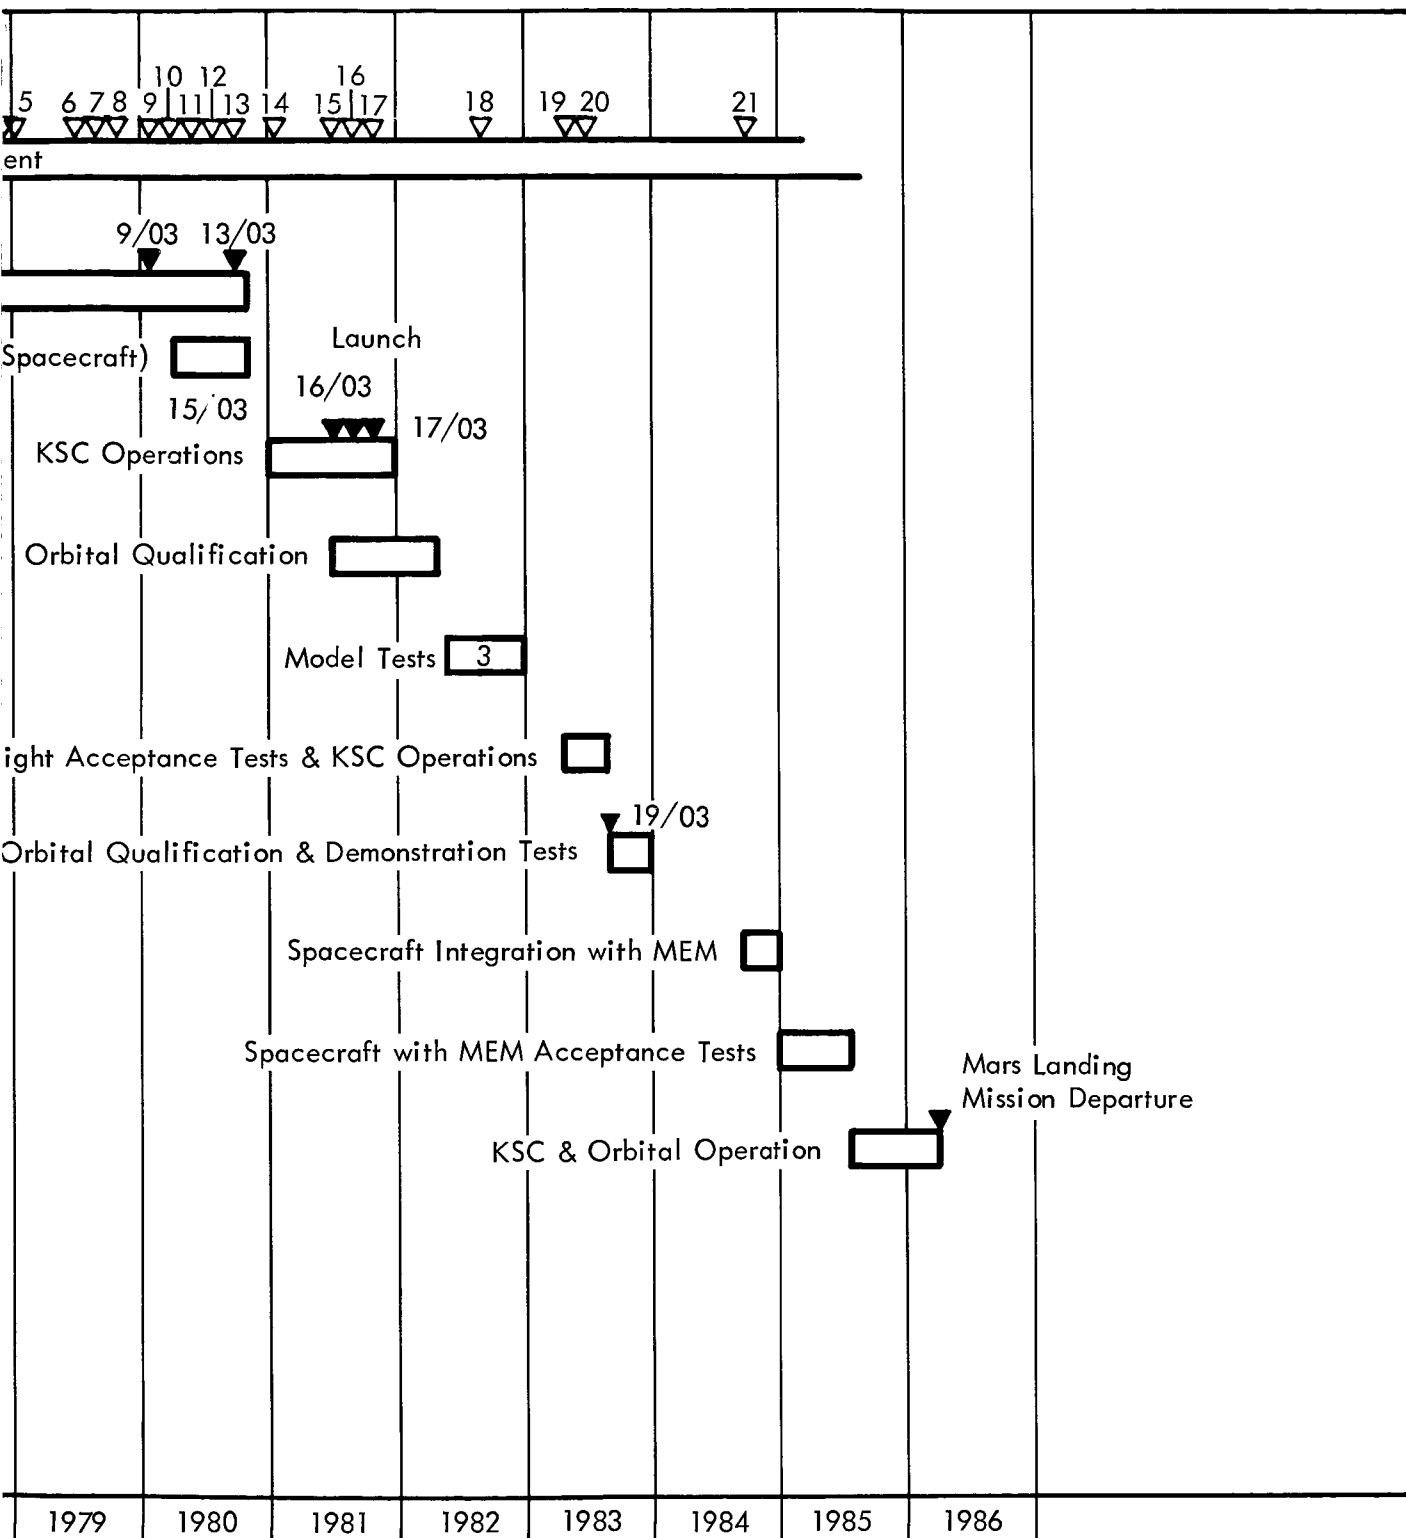 10 12 16
5 6 7 8 9 11 13 14 15 17 18 19 20 21
ent
9/03 13/03
Launch
Spacecraft)
16/03
15/03
17/03
KSC Operations
Orbital Qualification
Model Tests 3
ight Acceptance Tests & KSC Operations
19/03
Orbital Qualification & Demonstration Tests
Spacecraft Integration with MEM
Spacecraft with MEM Acceptance Tests
Mars Landing
Mission Departure
KSC & Orbital Operation
1979 1980 1981 1982 1983 1984 1985 1986